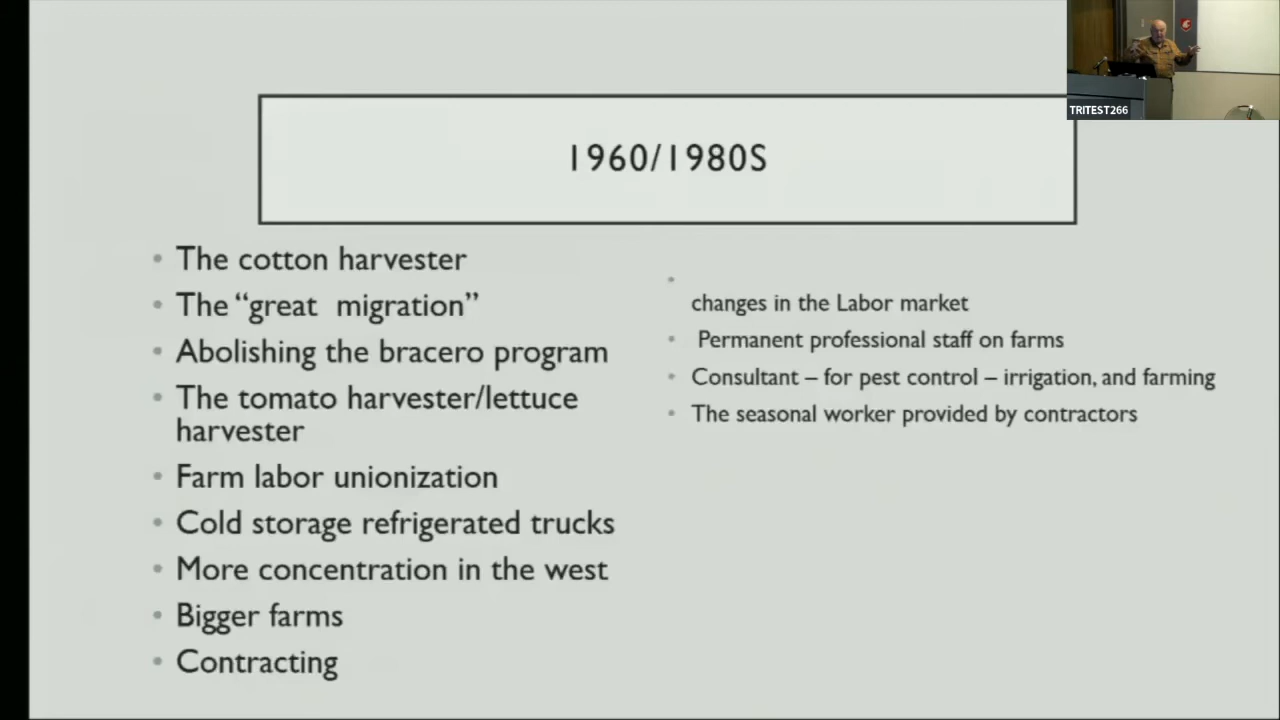 1960/1980S
The cotton harvester
The “great migration”
Abolishing the bracero program
The tomato harvester/lettuce
harvester
Farm labor unionization
Cold storage refrigerated trucks
More concentration in the west
Bigger farms
Contracting
changes in the Labor market
Permanent professional staff on farms
Consultant – for pest control – irrigation, and farming
The seasonal worker provided by contractors
TRITEST266